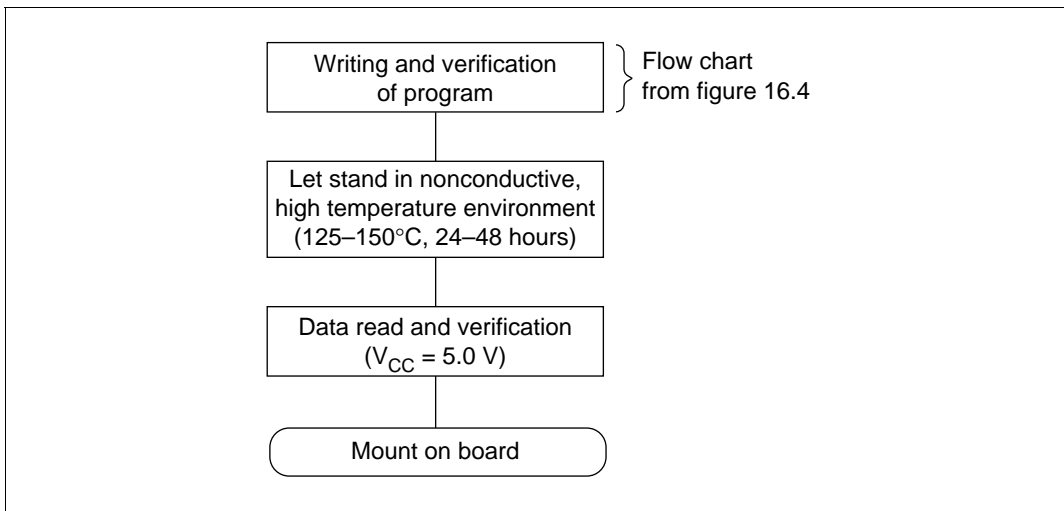 Writing and verification
of program
Flow chart
from figure 16.4
Let stand in nonconductive,
high temperature environment
(125–150°C, 24–48 hours)
Data read and verification
(VCC = 5.0 V)
Mount on board